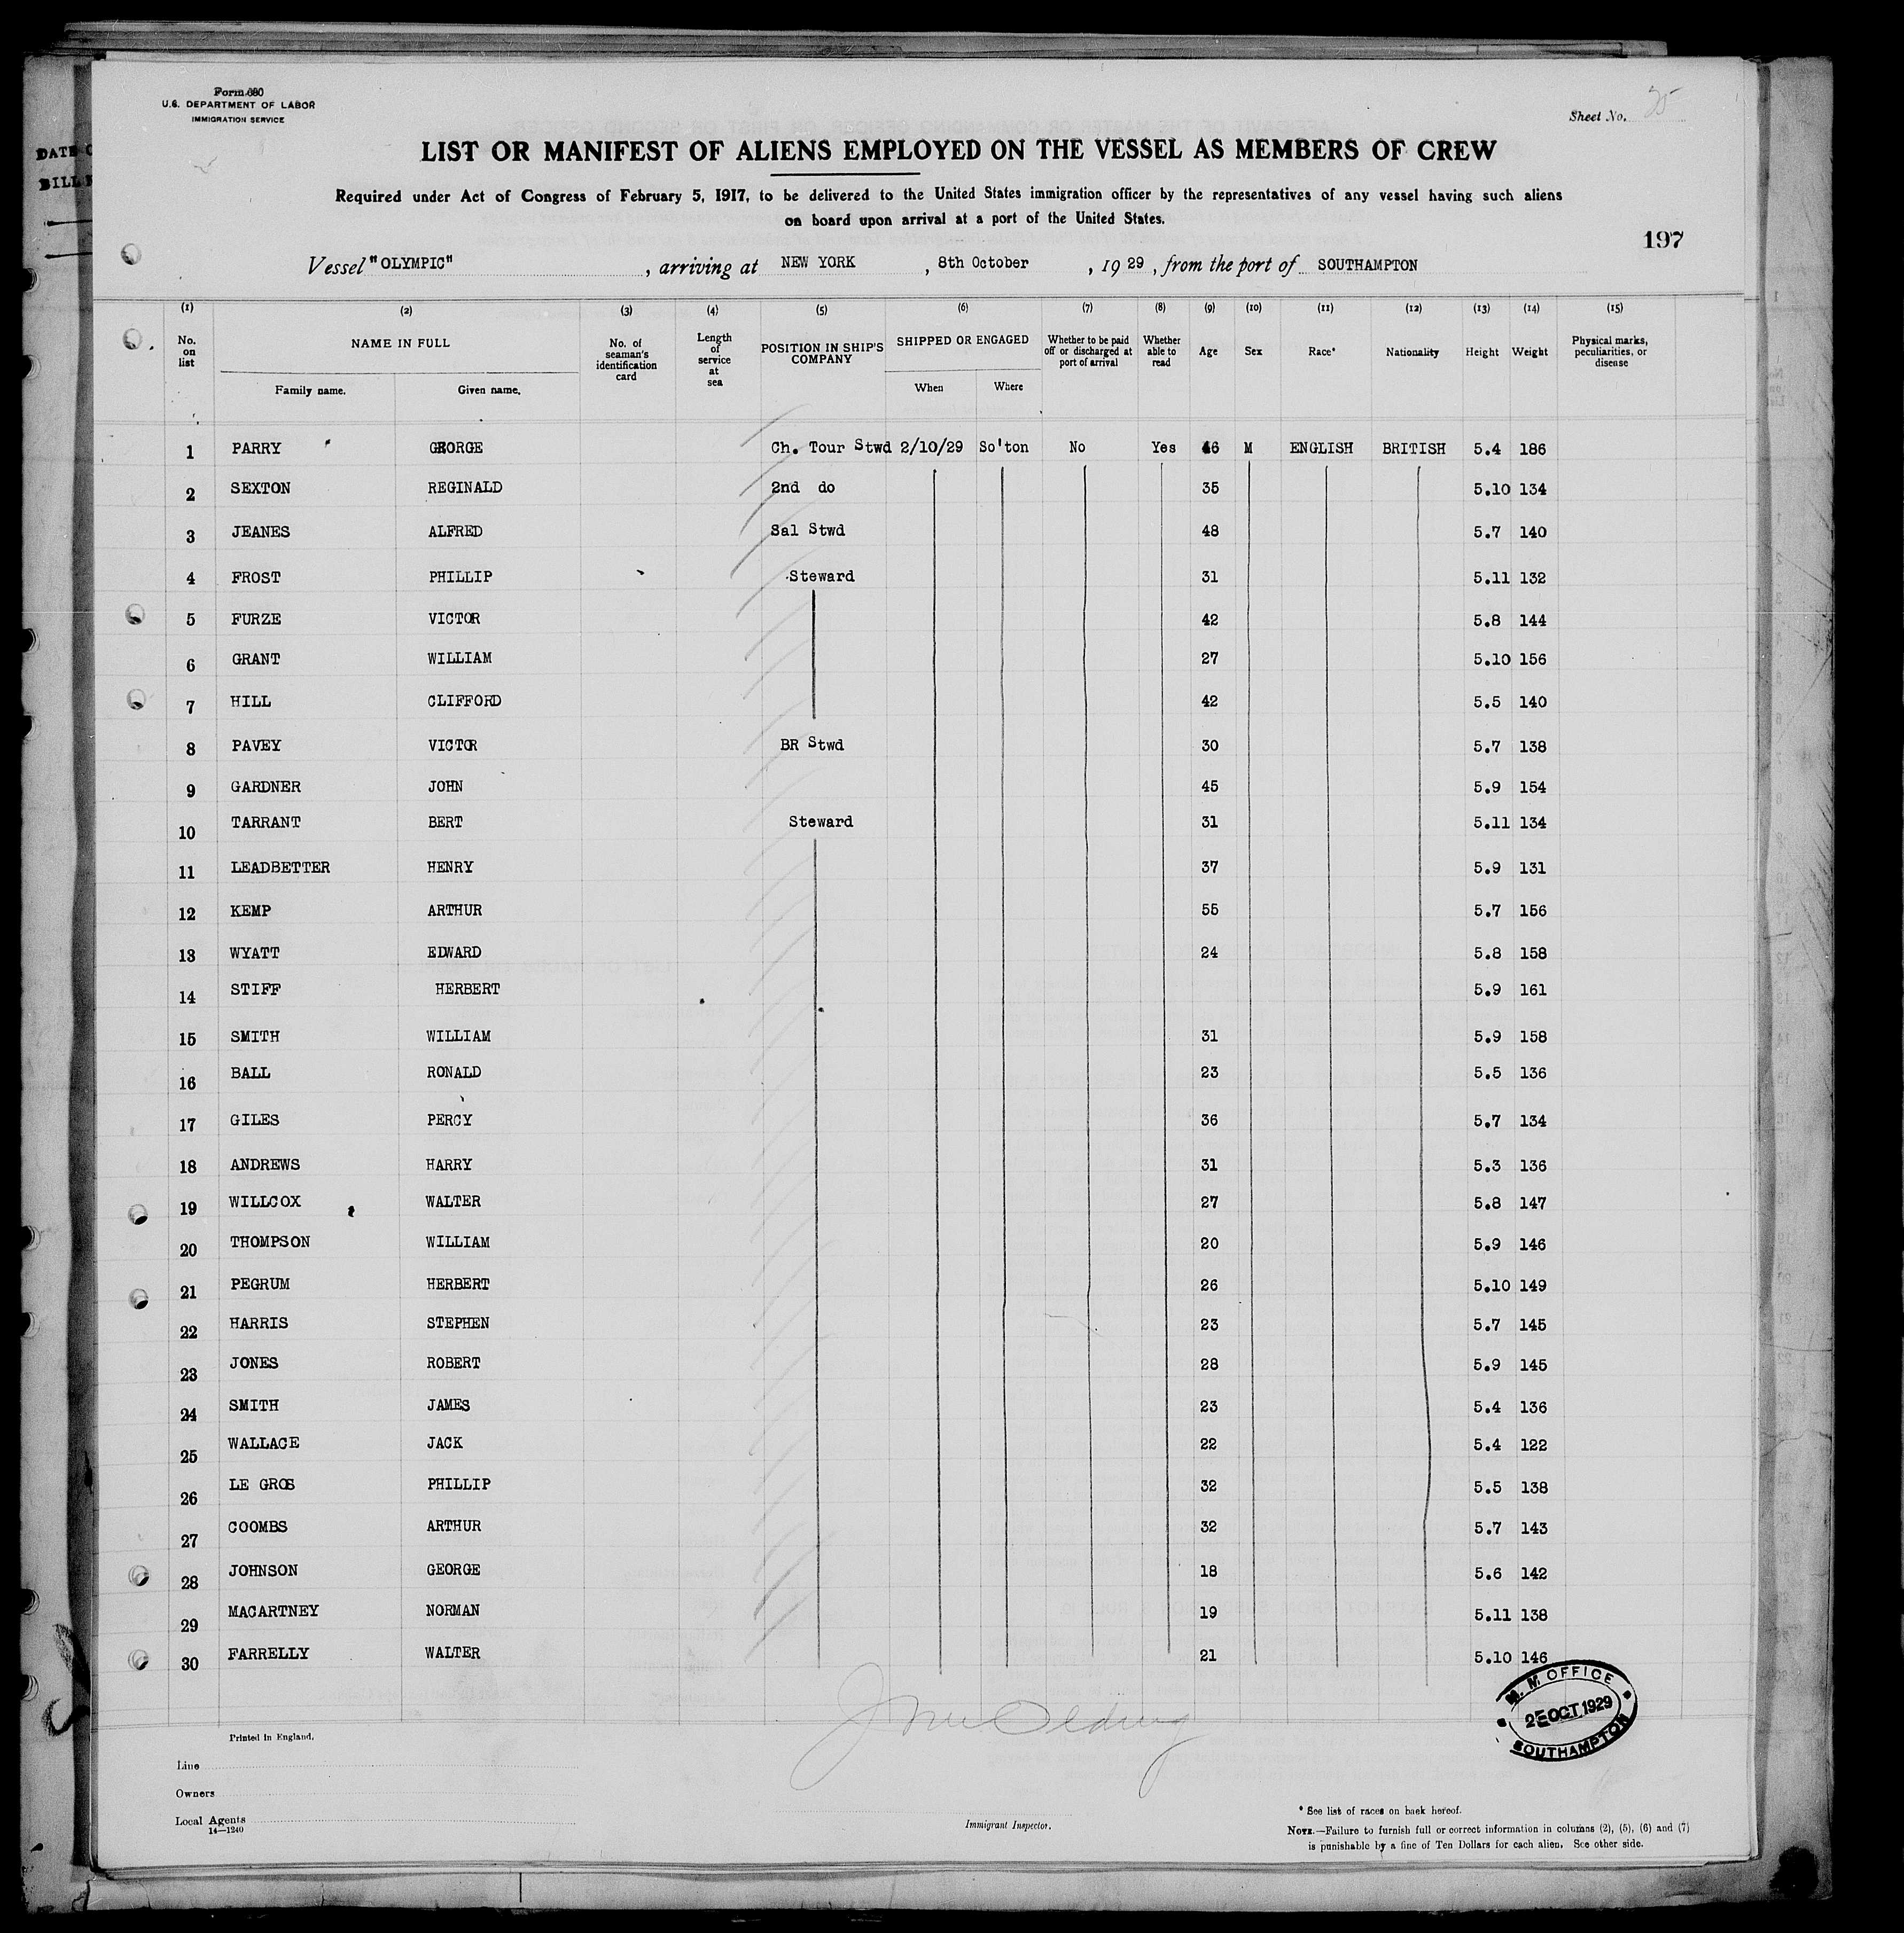 Form 680
U.S. DEPARTMENT OF LABOR
IMMIGRATION SERVICE
Sheet No. 25
DATE
BILL
LIST OR MANIFEST OF ALIENS EMPLOYED ON THE VESSEL AS MEMBERS OF CREW
Required under Act of Congress of February 5, 1917, to be delivered to the United States immigration officer by the representatives of any vessel having such aliens
on board upon arrival at a port of the United States.
197
Vessel "OLYMPIC", arriving at NEW YORK, 8th October, 1929, from the port of SOUTHAMPTON
(1) (2) (3) (4) (5) (6) (7) (8) (9) (10) (11) (12) (13) (14) (15)
No. on list NAME IN FULL Family name. Given name. No. of seaman's identification card Length of service at sea POSITION IN SHIP'S COMPANY SHIPPED OR ENGAGED When Where Whether to be paid off or discharged at port of arrival Whether able to read Age Sex Race* Nationality Height Weight Physical marks, peculiarities, or disease
1 PARRY GEORGE Ch. Tour Stwd 2/10/29 So'ton No Yes 46 M ENGLISH BRITISH 5.4 186
2 SEXTON REGINALD 2nd do 35 5.10 134
3 JEANES ALFRED Sal Stwd 48 5.7 140
4 FROST PHILLIP Steward 31 5.11 132
5 FURZE VICTOR 42 5.8 144
6 GRANT WILLIAM 27 5.10 156
7 HILL CLIFFORD 42 5.5 140
8 PAVEY VICTOR BR Stwd 30 5.7 138
9 GARDNER JOHN 45 5.9 154
10 TARRANT BERT Steward 31 5.11 134
11 LEADBETTER HENRY 37 5.9 131
12 KEMP ARTHUR 55 5.7 156
13 WYATT EDWARD 24 5.8 158
14 STIFF HERBERT 5.9 161
15 SMITH WILLIAM 31 5.9 158
16 BALL RONALD 23 5.5 136
17 GILES PERCY 36 5.7 134
18 ANDREWS HARRY 31 5.3 136
19 WILLCOX WALTER 27 5.8 147
20 THOMPSON WILLIAM 20 5.9 146
21 PEGRUM HERBERT 26 5.10 149
22 HARRIS STEPHEN 23 5.7 145
23 JONES ROBERT 28 5.9 145
24 SMITH JAMES 23 5.4 136
25 WALLACE JACK 22 5.4 122
26 LE GROS PHILLIP 32 5.5 138
27 COOMBS ARTHUR 32 5.7 143
28 JOHNSON GEORGE 18 5.6 142
29 MACARTNEY NORMAN 19 5.11 138
30 FARRELLY WALTER 21 5.10 146
M. M OFFICE
2 OCT 1929
SOUTHAMPTON
Printed in England.
Line
Owners
Local Agents
14—1240
Immigrant Inspector.
* See list of races on back hereof.
NOTE.—Failure to furnish full or correct information in columns (2), (5), (6) and (7)
is punishable by a fine of Ten Dollars for each alien. See other side.